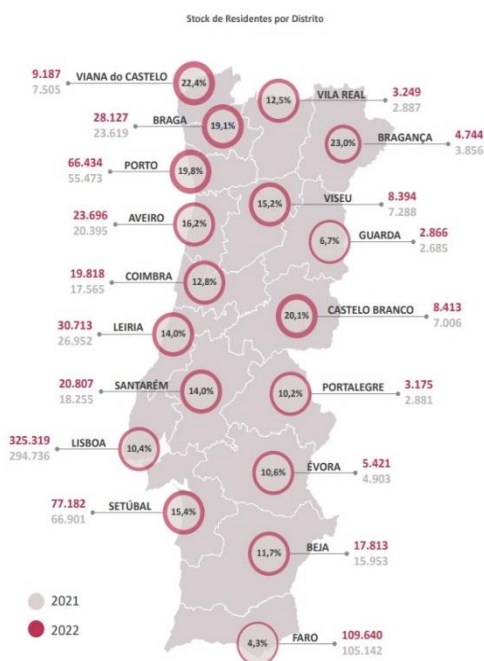 Stock de Residentes por Distrito
9.187 VIANA do CASTELO
7.505
22,4%
12,5%
VILA REAL 3.249
2.887
28.127 BRAGA
23.619
19,1%
23,0%
BRAGANÇA 4.744
3.856
66.434 PORTO
55.473
19,8%
15,2%
VISEU 8.394
7.288
23.696 AVEIRO
20.395
16,2%
6,7%
GUARDA 2.866
2.685
19.818 COIMBRA
17.565
12,8%
20,1%
CASTELO BRANCO 8.413
7.006
30.713 LEIRIA
26.952
14,0%
20.807 SANTARÉM
18.255
14,0%
10,2%
PORTALEGRE 3.175
2.881
325.319 LISBOA
294.736
10,4%
10,6%
ÉVORA 5.421
4.903
77.182 SETÚBAL
66.901
15,4%
11,7%
BEJA 17.813
15.953
2021
2022
4,3%
FARO 109.640
105.142